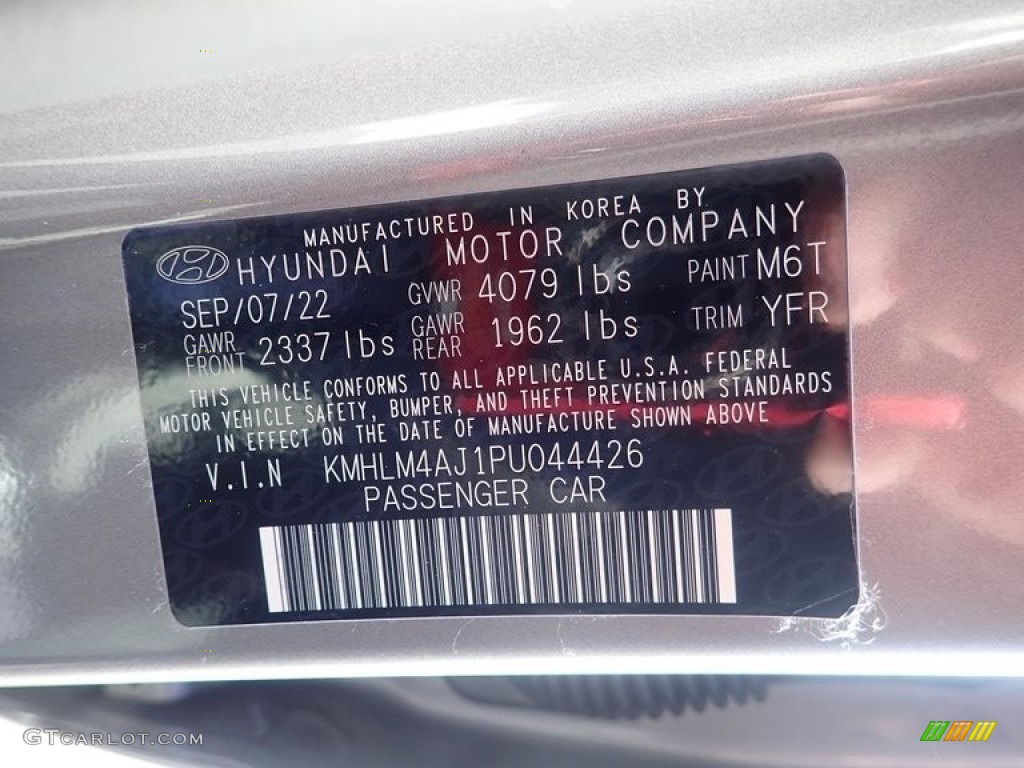 MANUFACTURED IN KOREA BY
HYUNDAI MOTOR COMPANY
SEP/07/22 GVWR 4079 lbs PAINT M6T
GAWR FRONT 2337 lbs GAWR REAR 1962 lbs TRIM YFR
THIS VEHICLE CONFORMS TO ALL APPLICABLE U.S.A. FEDERAL
MOTOR VEHICLE SAFETY, BUMPER, AND THEFT PREVENTION STANDARDS
IN EFFECT ON THE DATE OF MANUFACTURE SHOWN ABOVE
V.I.N KMHLM4AJ1PU044426
PASSENGER CAR
GTCARLOT.COM